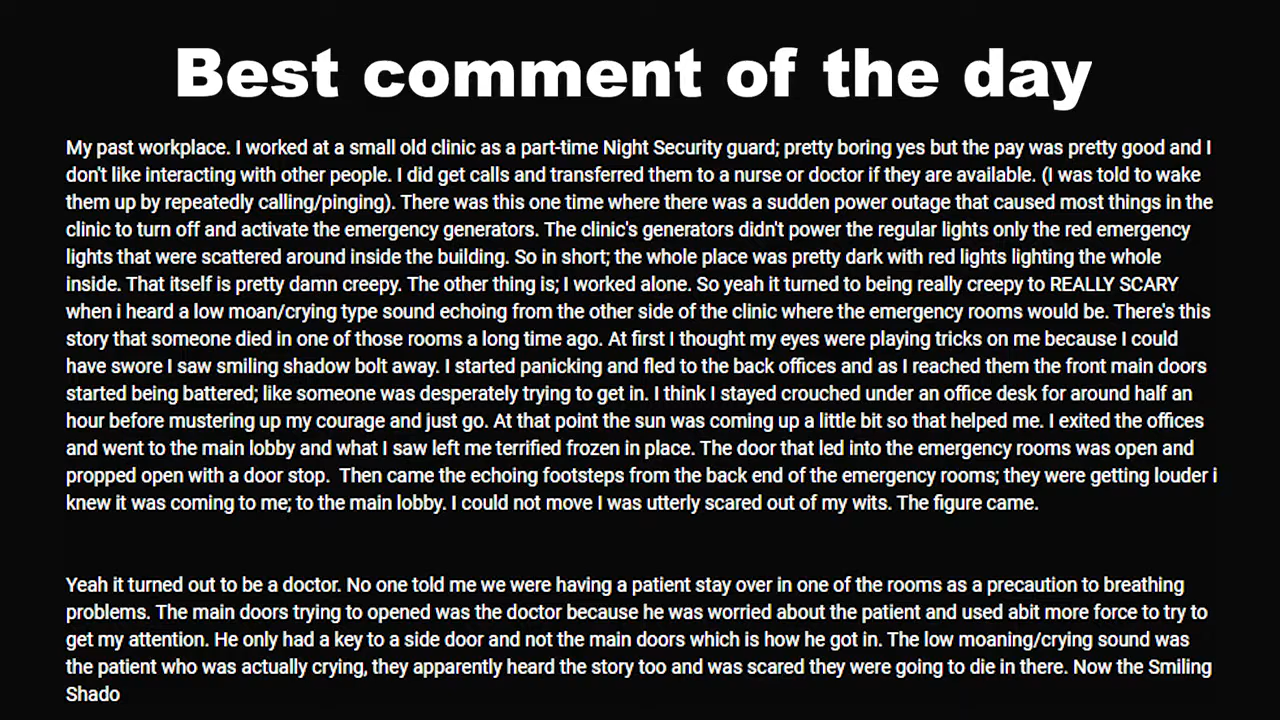 Best comment of the day
My past workplace. I worked at a small old clinic as a part-time Night Security guard; pretty boring yes but the pay was pretty good and I
don't like interacting with other people. I did get calls and transferred them to a nurse or doctor if they are available. (I was told to wake
them up by repeatedly calling/pinging). There was this one time where there was a sudden power outage that caused most things in the
clinic to turn off and activate the emergency generators. The clinic's generators didn't power the regular lights only the red emergency
lights that were scattered around inside the building. So in short; the whole place was pretty dark with red lights lighting the whole
inside. That itself is pretty damn creepy. The other thing is; I worked alone. So yeah it turned to being really creepy to REALLY SCARY
when i heard a low moan/crying type sound echoing from the other side of the clinic where the emergency rooms would be. There's this
story that someone died in one of those rooms a long time ago. At first I thought my eyes were playing tricks on me because I could
have swore I saw smiling shadow bolt away. I started panicking and fled to the back offices and as I reached them the front main doors
started being battered; like someone was desperately trying to get in. I think I stayed crouched under an office desk for around half an
hour before mustering up my courage and just go. At that point the sun was coming up a little bit so that helped me. I exited the offices
and went to the main lobby and what I saw left me terrified frozen in place. The door that led into the emergency rooms was open and
propped open with a door stop.  Then came the echoing footsteps from the back end of the emergency rooms; they were getting louder i
knew it was coming to me; to the main lobby. I could not move I was utterly scared out of my wits. The figure came.
Yeah it turned out to be a doctor. No one told me we were having a patient stay over in one of the rooms as a precaution to breathing
problems. The main doors trying to opened was the doctor because he was worried about the patient and used abit more force to try to
get my attention. He only had a key to a side door and not the main doors which is how he got in. The low moaning/crying sound was
the patient who was actually crying, they apparently heard the story too and was scared they were going to die in there. Now the Smiling
Shado